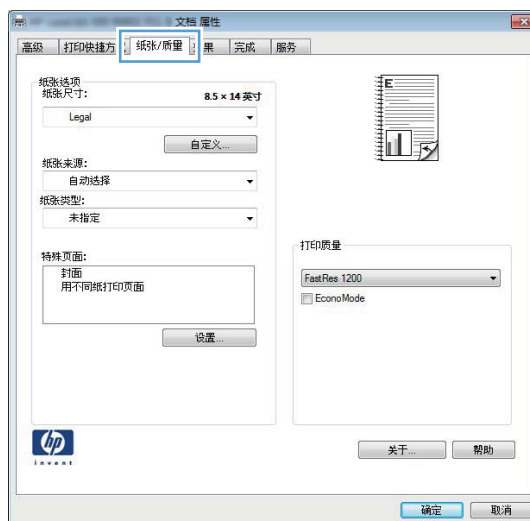 文档 属性
高级
打印快捷方
纸张/质量
果
完成
服务
纸张选项
纸张尺寸:
8.5 × 14 英寸
Legal
自定义...
纸张来源:
自动选择
纸张类型:
未指定
特殊页面:
封面
用不同纸打印页面
设置...
E
打印质量
FastRes 1200
EconoMode
hp
invent
关于...
帮助
确定
取消